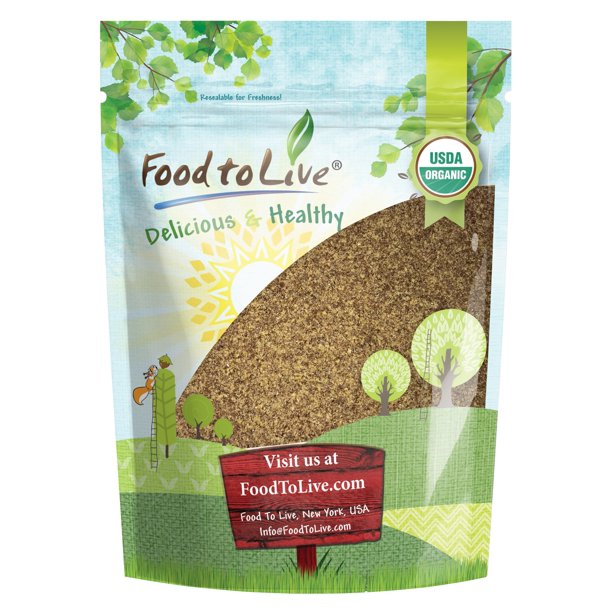 Resealable for Freshness!
Food to Live®
Delicious & Healthy
USDA
ORGANIC
Visit us at
FoodToLive.com
Food To Live, New York, USA
Info@FoodToLive.com